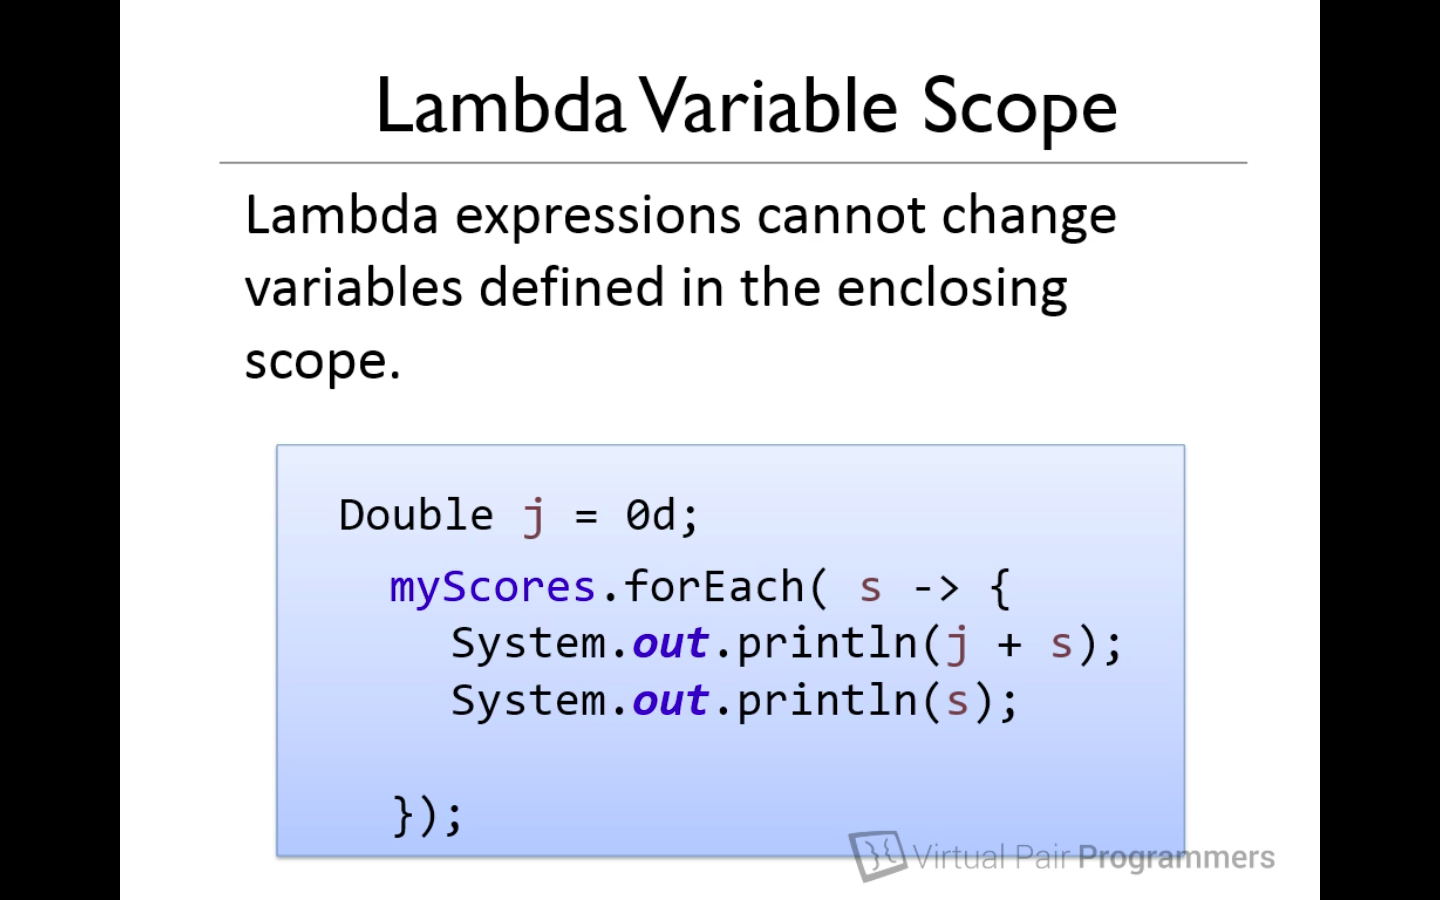 Lambda Variable Scope
Lambda expressions cannot change
variables defined in the enclosing
scope.
Double j = 0d;
myScores.forEach( s -> {
System.out.println(j + s);
System.out.println(s);
});
Virtual Pair Programmers